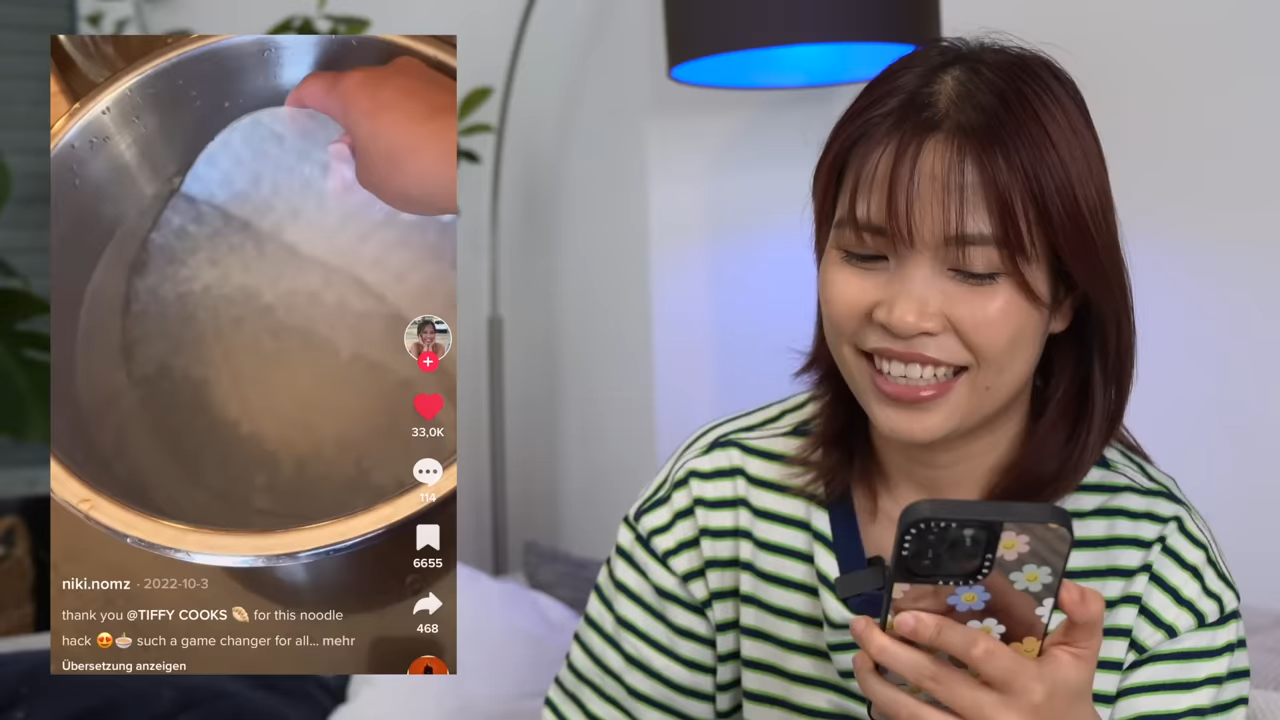 33,0K
114
6655
468
niki.nomz · 2022-10-3
thank you @TIFFY COOKS 🥠 for this noodle
hack 😍🍜 such a game changer for all... mehr
Übersetzung anzeigen